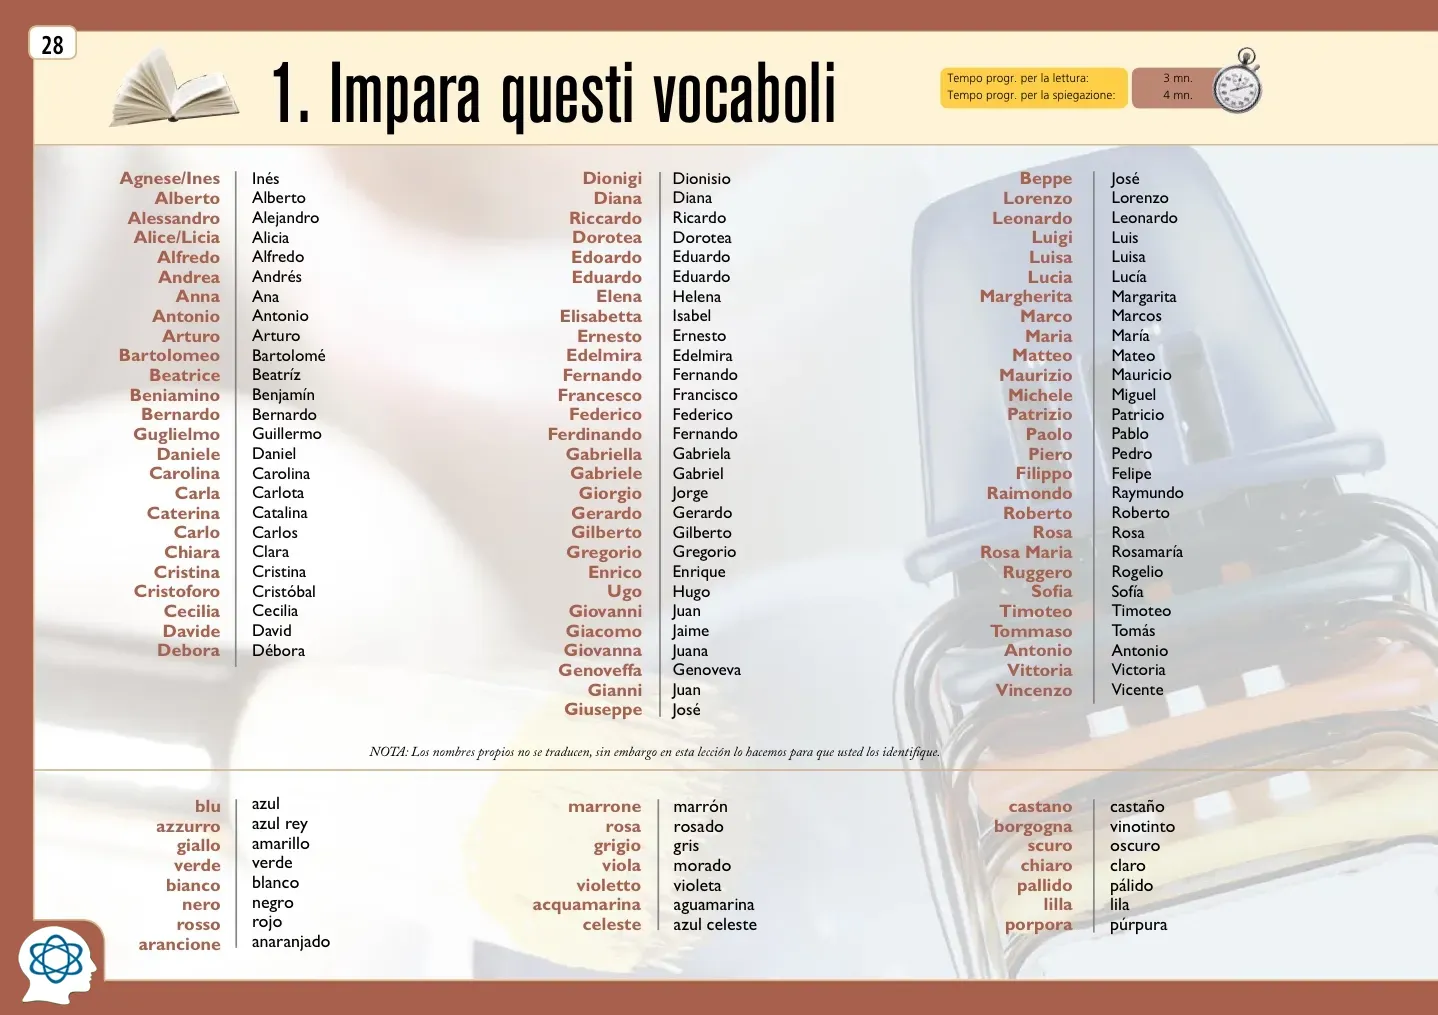 28
1. Impara questi vocaboli
Tempo progr. per la lettura: 3 mn.
Tempo progr. per la spiegazione: 4 mn.
Agnese/Ines Inés
Alberto Alberto
Alessandro Alejandro
Alice/Licia Alicia
Alfredo Alfredo
Andrea Andrés
Anna Ana
Antonio Antonio
Arturo Arturo
Bartolomeo Bartolomé
Beatrice Beatríz
Beniamino Benjamín
Bernardo Bernardo
Guglielmo Guillermo
Daniele Daniel
Carolina Carolina
Carla Carlota
Caterina Catalina
Carlo Carlos
Chiara Clara
Cristina Cristina
Cristoforo Cristóbal
Cecilia Cecilia
Davide David
Debora Débora
Dionigi Dionisio
Diana Diana
Riccardo Ricardo
Dorotea Dorotea
Edoardo Eduardo
Eduardo Eduardo
Elena Helena
Elisabetta Isabel
Ernesto Ernesto
Edelmira Edelmira
Fernando Fernando
Francesco Francisco
Federico Federico
Ferdinando Fernando
Gabriella Gabriela
Gabriele Gabriel
Giorgio Jorge
Gerardo Gerardo
Gilberto Gilberto
Gregorio Gregorio
Enrico Enrique
Ugo Hugo
Giovanni Juan
Giacomo Jaime
Giovanna Juana
Genoveffa Genoveva
Gianni Juan
Giuseppe José
Beppe José
Lorenzo Lorenzo
Leonardo Leonardo
Luigi Luis
Luisa Luisa
Lucia Lucía
Margherita Margarita
Marco Marcos
Maria María
Matteo Mateo
Maurizio Mauricio
Michele Miguel
Patrizio Patricio
Paolo Pablo
Piero Pedro
Filippo Felipe
Raimondo Raymundo
Roberto Roberto
Rosa Rosa
Rosa Maria Rosamaría
Ruggero Rogelio
Sofia Sofía
Timoteo Timoteo
Tommaso Tomás
Antonio Antonio
Vittoria Victoria
Vincenzo Vicente
NOTA: Los nombres propios no se traducen, sin embargo en esta lección lo hacemos para que usted los identifique.
blu azul
azzurro azul rey
giallo amarillo
verde verde
bianco blanco
nero negro
rosso rojo
arancione anaranjado
marrone marrón
rosa rosado
grigio gris
viola morado
violetto violeta
acquamarina aguamarina
celeste azul celeste
castano castaño
borgogna vinotinto
scuro oscuro
chiaro claro
pallido pálido
lilla lila
porpora púrpura